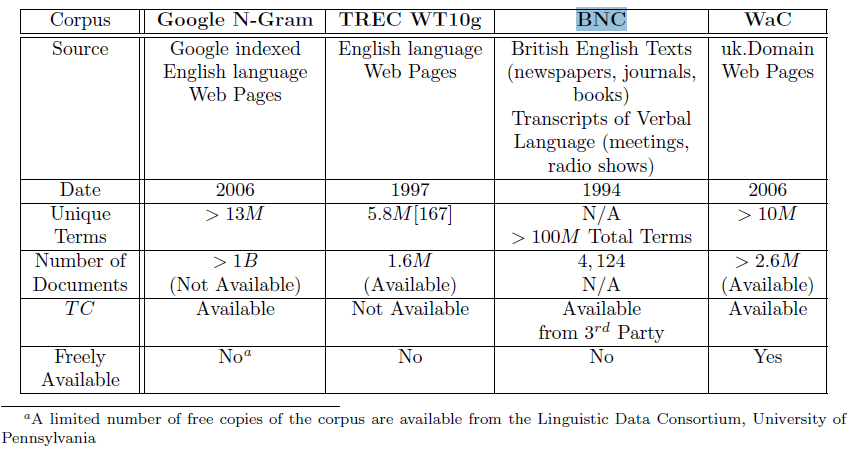 Corpus Google N-Gram TREC WT10g BNC WaC
Source Google indexed English language British English Texts uk.Domain
English language Web Pages (newspapers, journals, Web Pages
Web Pages books)
Transcripts of Verbal
Language (meetings,
radio shows)
Date 2006 1997 1994 2006
Unique > 13M 5.8M[167] N/A > 10M
Terms > 100M Total Terms
Number of > 1B 1.6M 4, 124 > 2.6M
Documents (Not Available) (Available) N/A (Available)
TC Available Not Available Available Available
from 3rd Party
Freely Noa No No Yes
Available
aA limited number of free copies of the corpus are available from the Linguistic Data Consortium, University of
Pennsylvania